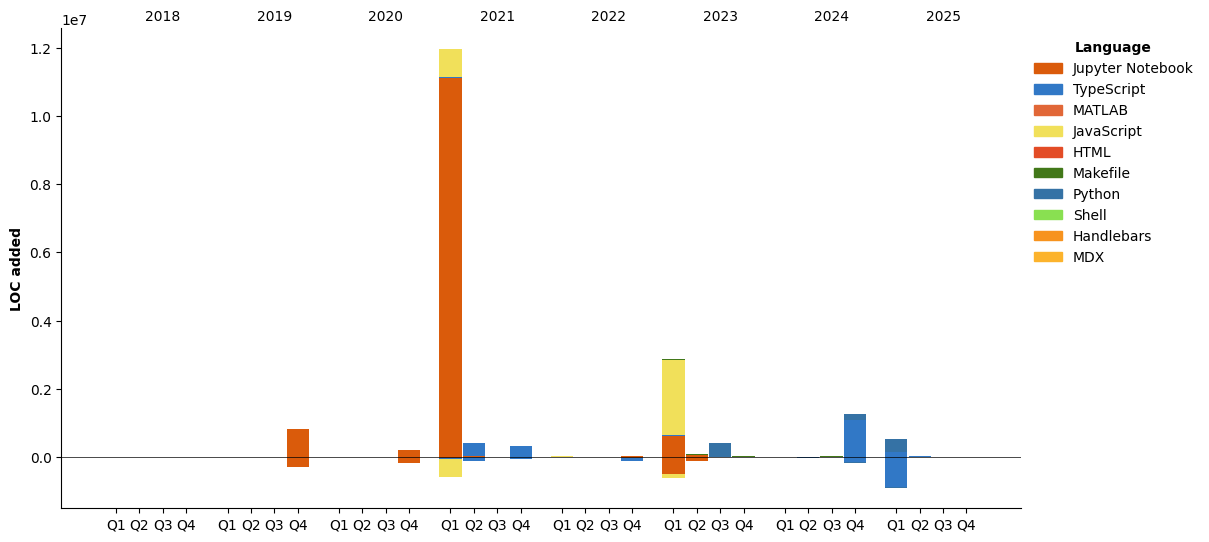 2018 2019 2020 2021 2022 2023 2024 2025
1e7
1.2
1.0
0.8
0.6
0.4
0.2
0.0
LOC added
Q1 Q2 Q3 Q4 Q1 Q2 Q3 Q4 Q1 Q2 Q3 Q4 Q1 Q2 Q3 Q4 Q1 Q2 Q3 Q4 Q1 Q2 Q3 Q4 Q1 Q2 Q3 Q4 Q1 Q2 Q3 Q4
Language
Jupyter Notebook
TypeScript
MATLAB
JavaScript
HTML
Makefile
Python
Shell
Handlebars
MDX